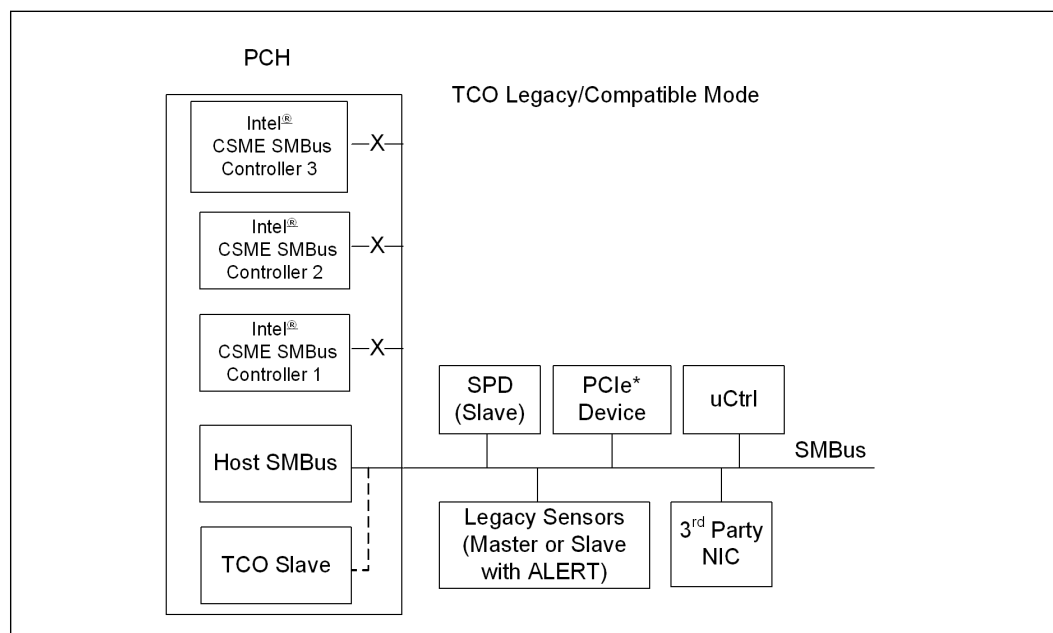 PCH
TCO Legacy/Compatible Mode
Intel®
CSME SMBus
Controller 3
X
Intel®
CSME SMBus
Controller 2
X
Intel®
CSME SMBus
Controller 1
X
SPD
(Slave)
PCIe*
Device
uCtrl
Host SMBus
SMBus
Legacy Sensors
(Master or Slave
with ALERT)
3rd Party
NIC
TCO Slave